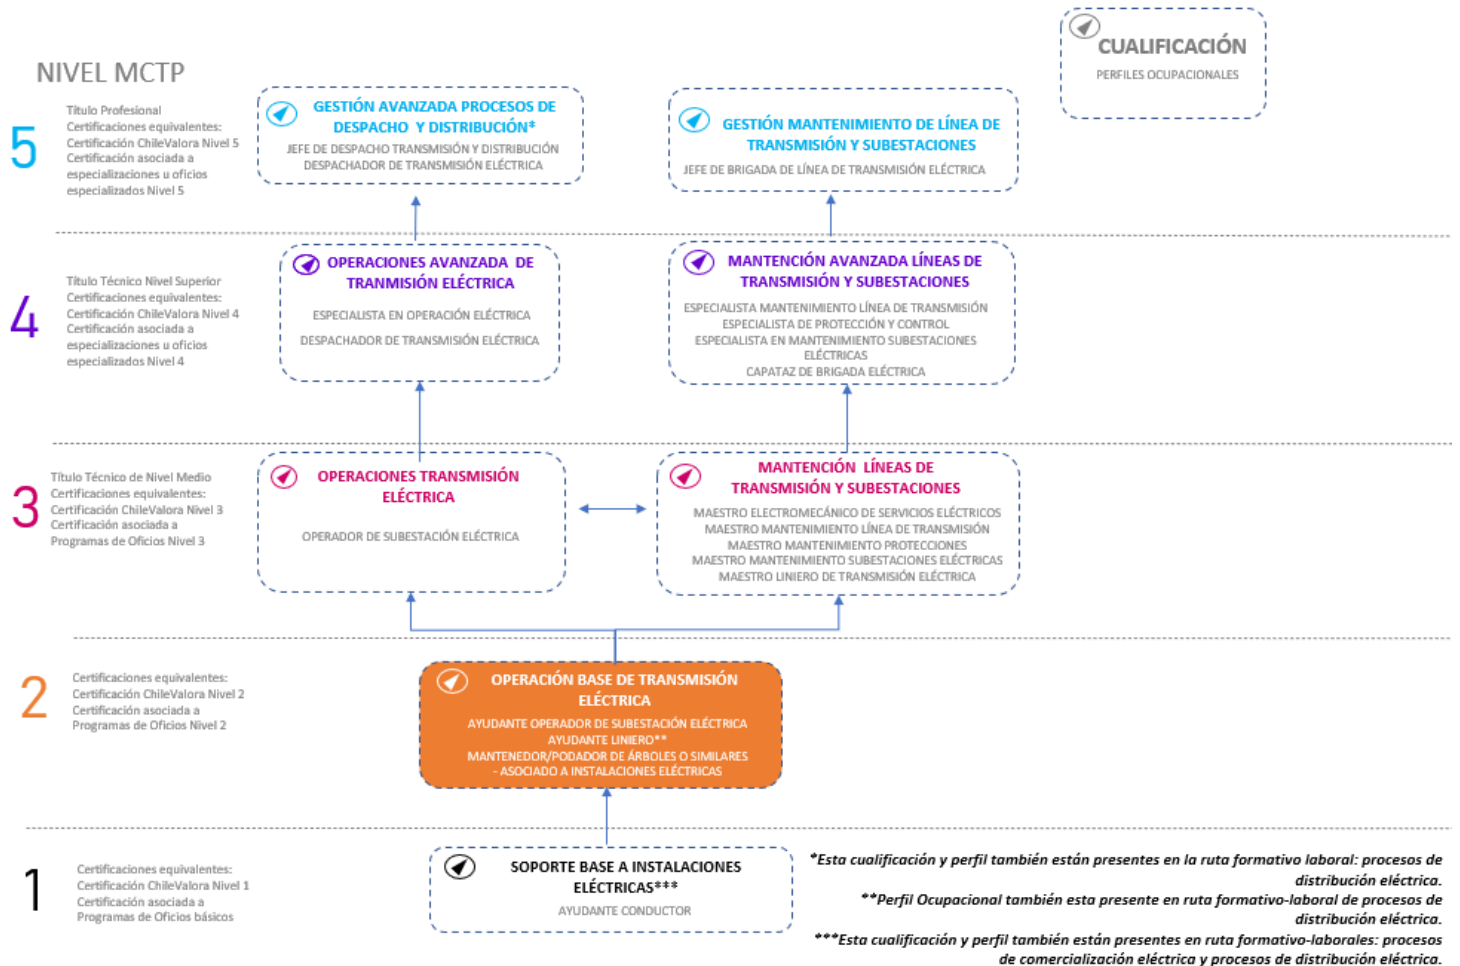 CUALIFICACIÓN
PERFILES OCUPACIONALES
NIVEL MCTP
5
Título Profesional
Certificaciones equivalentes:
Certificación ChileValora Nivel 5
Certificación asociada a
especializaciones u oficios
especializados Nivel 5
GESTIÓN AVANZADA PROCESOS DE
DESPACHO Y DISTRIBUCIÓN*
JEFE DE DESPACHO TRANSMISIÓN Y DISTRIBUCIÓN
DESPACHADOR DE TRANSMISIÓN ELÉCTRICA
GESTIÓN MANTENIMIENTO DE LÍNEA DE
TRANSMISIÓN Y SUBESTACIONES
JEFE DE BRIGADA DE LÍNEA DE TRANSMISIÓN ELÉCTRICA
4
Título Técnico Nivel Superior
Certificaciones equivalentes:
Certificación ChileValora Nivel 4
Certificación asociada a
especializaciones u oficios
especializados Nivel 4
OPERACIONES AVANZADA DE
TRANMISIÓN ELÉCTRICA
ESPECIALISTA EN OPERACIÓN ELÉCTRICA
DESPACHADOR DE TRANSMISIÓN ELÉCTRICA
MANTENCIÓN AVANZADA LÍNEAS DE
TRANSMISIÓN Y SUBESTACIONES
ESPECIALISTA MANTENIMIENTO LÍNEA DE TRANSMISIÓN
ESPECIALISTA DE PROTECCIÓN Y CONTROL
ESPECIALISTA EN MANTENIMIENTO SUBESTACIONES
ELÉCTRICAS
CAPATAZ DE BRIGADA ELÉCTRICA
3
Título Técnico de Nivel Medio
Certificaciones equivalentes:
Certificación ChileValora Nivel 3
Certificación asociada a
Programas de Oficios Nivel 3
OPERACIONES TRANSMISIÓN
ELÉCTRICA
OPERADOR DE SUBESTACIÓN ELÉCTRICA
MANTENCIÓN LÍNEAS DE
TRANSMISIÓN Y SUBESTACIONES
MAESTRO ELECTROMECÁNICO DE SERVICIOS ELÉCTRICOS
MAESTRO MANTENIMIENTO LÍNEA DE TRANSMISIÓN
MAESTRO MANTENIMIENTO PROTECCIONES
MAESTRO MANTENIMIENTO SUBESTACIONES ELÉCTRICAS
MAESTRO LINIERO DE TRANSMISIÓN ELÉCTRICA
2
Certificaciones equivalentes:
Certificación ChileValora Nivel 2
Certificación asociada a
Programas de Oficios Nivel 2
OPERACIÓN BASE DE TRANSMISIÓN
ELÉCTRICA
AYUDANTE OPERADOR DE SUBESTACIÓN ELÉCTRICA
AYUDANTE LINIERO**
MANTENEDOR/PODADOR DE ÁRBOLES O SIMILARES
- ASOCIADO A INSTALACIONES ELÉCTRICAS
1
Certificaciones equivalentes:
Certificación ChileValora Nivel 1
Certificación asociada a
Programas de Oficios básicos
SOPORTE BASE A INSTALACIONES
ELÉCTRICAS***
AYUDANTE CONDUCTOR
*Esta cualificación y perfil también están presentes en la ruta formativo laboral: procesos de
distribución eléctrica.
**Perfil Ocupacional también esta presente en ruta formativo-laboral de procesos de
distribución eléctrica.
***Esta cualificación y perfil también están presentes en ruta formativo-laborales: procesos
de comercialización eléctrica y procesos de distribución eléctrica.